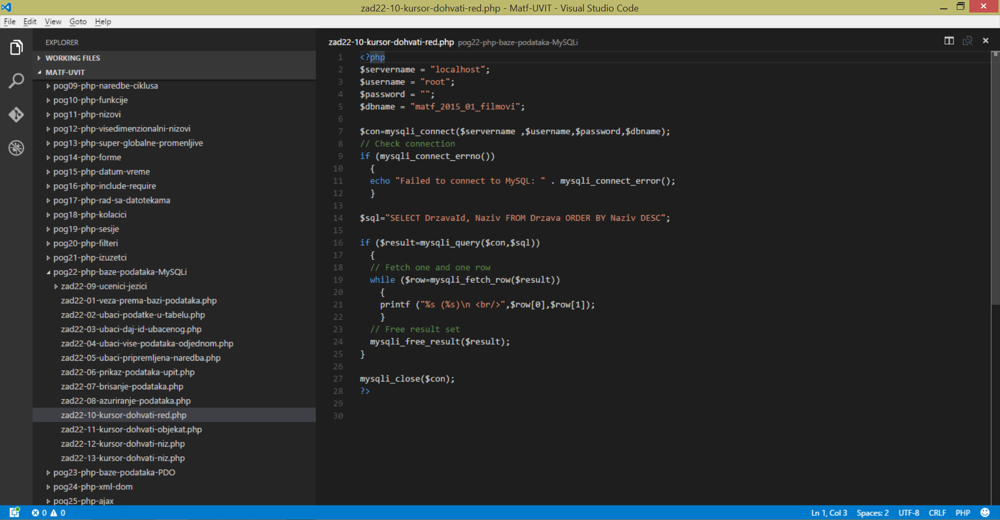 zad22-10-kursor-dohvati-red.php - Matf-UVIT - Visual Studio Code
File Edit View Goto Help
EXPLORER
WORKING FILES
MATF-UVIT
pog09-php-naredbe-ciklusa
pog10-php-funkcije
pog11-php-nizovi
pog12-php-visedimenzionalni-nizovi
pog13-php-super-globalne-promenljive
pog14-php-forme
pog15-php-datum-vreme
pog16-php-include-require
pog17-php-rad-sa-datotekama
pog18-php-kolacici
pog19-php-sesije
pog20-php-filteri
pog21-php-izuzetci
pog22-php-baze-podataka-MySQLi
zad22-09-ucenici-jezici
zad22-01-veza-prema-bazi-podataka.php
zad22-02-ubaci-podatke-u-tabelu.php
zad22-03-ubaci-daj-id-ubacenog.php
zad22-04-ubaci-vise-podataka-odjednom.php
zad22-05-ubaci-pripremljena-naredba.php
zad22-06-prikaz-podataka-upit.php
zad22-07-brisanje-podataka.php
zad22-08-azuriranje-podataka.php
zad22-10-kursor-dohvati-red.php
zad22-11-kursor-dohvati-objekat.php
zad22-12-kursor-dohvati-niz.php
zad22-13-kursor-dohvati-niz.php
pog23-php-baze-podataka-PDO
pog24-php-xml-dom
pog25-php-ajax
zad22-10-kursor-dohvati-red.php pog22-php-baze-podataka-MySQLi
1 <?php
2 $servername = "localhost";
3 $username = "root";
4 $password = "";
5 $dbname = "matf_2015_01_filmovi";
6
7 $con=mysqli_connect($servername ,$username,$password,$dbname);
8 // Check connection
9 if (mysqli_connect_errno())
10 {
11 echo "Failed to connect to MySQL: " . mysqli_connect_error();
12 }
13
14 $sql="SELECT DrzavaId, Naziv FROM Drzava ORDER BY Naziv DESC";
15
16 if ($result=mysqli_query($con,$sql))
17 {
18 // Fetch one and one row
19 while ($row=mysqli_fetch_row($result))
20 {
21 printf ("%s (%s)\n <br/>",$row[0],$row[1]);
22 }
23 // Free result set
24 mysqli_free_result($result);
25 }
26
27 mysqli_close($con);
28 ?>
29
30
0 0
Ln 1, Col 3 Spaces: 2 UTF-8 CRLF PHP